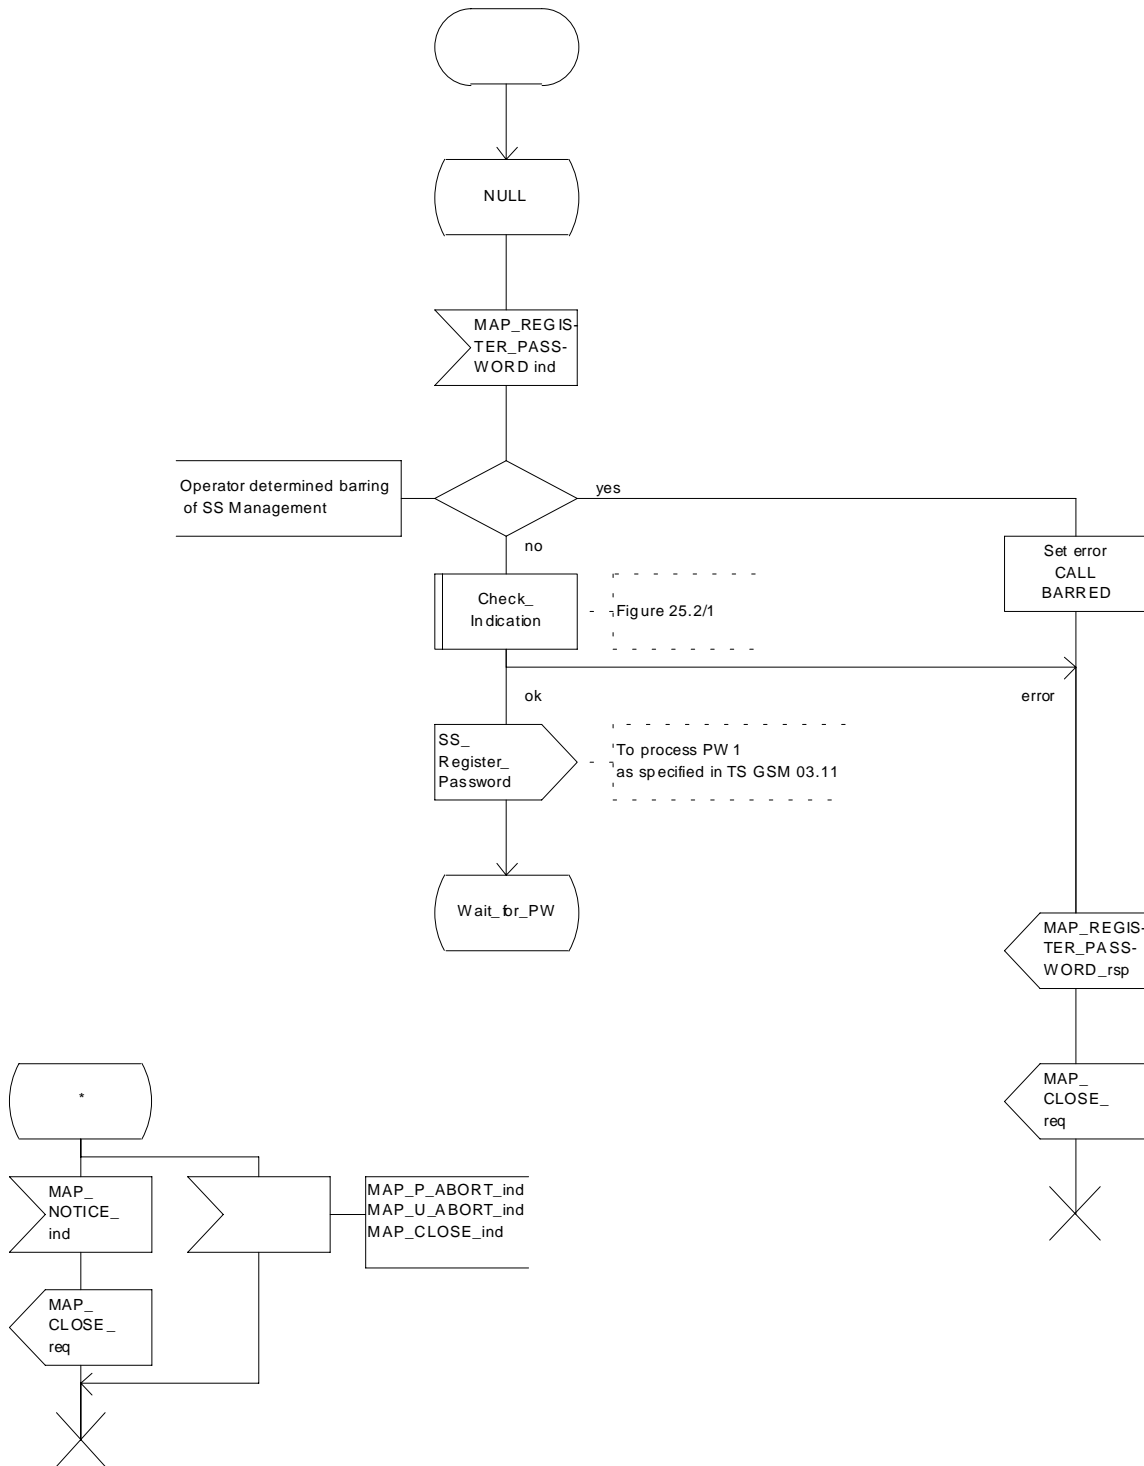 NULL
MAP_REGIS-
TER_PASS-
WORD ind
Operator determined barring
of SS Management
yes
no
Set error
CALL
BARRED
Check_
Indication
Figure 25.2/1
ok
error
SS_
Register_
Password
To process PW 1
as specified in TS GSM 03.11
Wait_for_PW
MAP_REGIS-
TER_PASS-
WORD_rsp
MAP_
CLOSE_
req
*
MAP_
NOTICE_
ind
MAP_P_ABORT_ind
MAP_U_ABORT_ind
MAP_CLOSE_ind
MAP_
CLOSE_
req